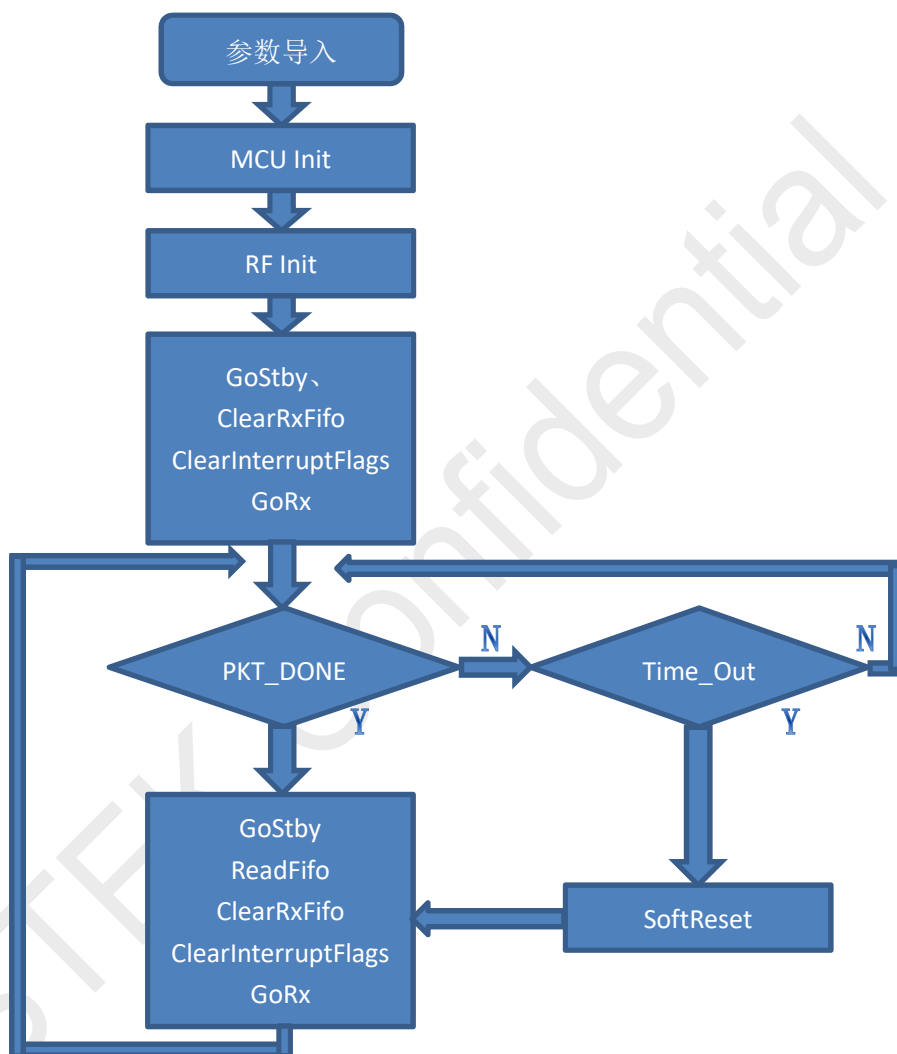 参数导入
MCU Init
RF Init
GoStby、
ClearRxFifo
ClearInterruptFlags
GoRx
PKT_DONE
N
Time_Out
N
Y
Y
GoStby
ReadFifo
ClearRxFifo
ClearInterruptFlags
GoRx
SoftReset
Confidential